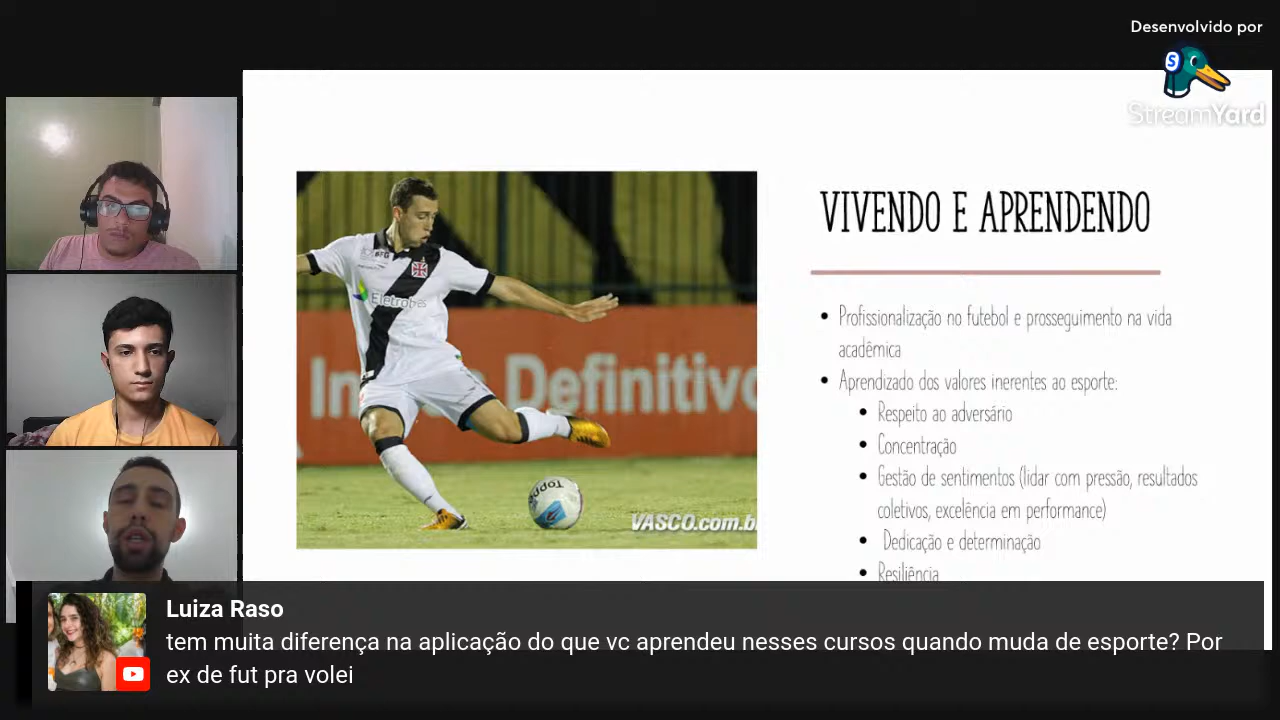 Desenvolvido por
StreamYard
VIVENDO E APRENDENDO
• Profissionalização no futebol e prosseguimento na vida
acadêmica
• Aprendizado dos valores inerentes ao esporte:
• Respeito ao adversário
• Concentração
• Gestão de sentimentos (lidar com pressão, resultados
coletivos, excelência em performance)
• Dedicação e determinação
• Resiliência
Eletrobras
Definitivo
Topper
VASCO.com.b
Luiza Raso
tem muita diferença na aplicação do que vc aprendeu nesses cursos quando muda de esporte? Por
ex de fut pra volei